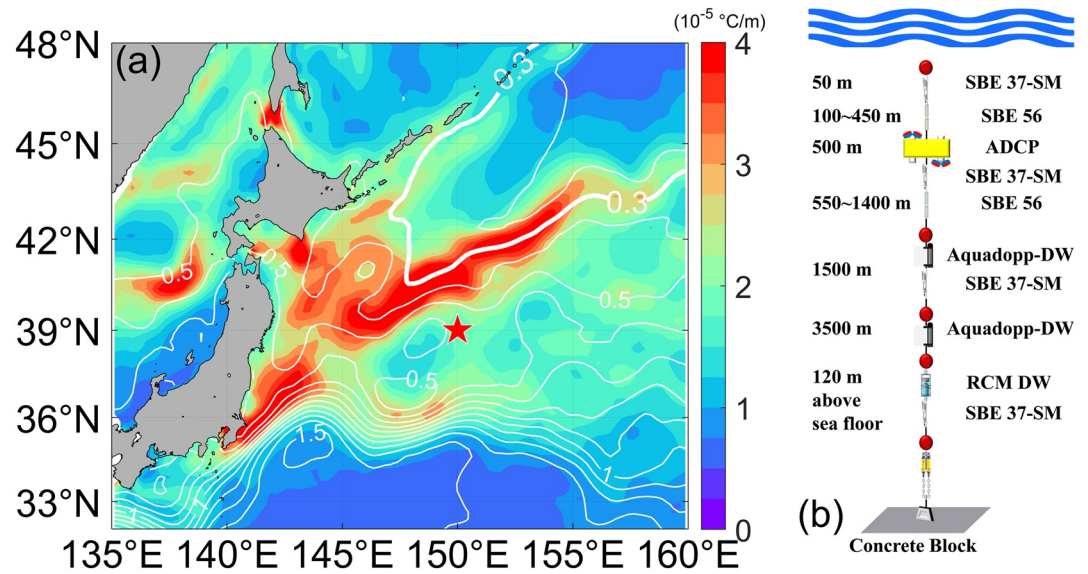 (10⁻⁵ °C/m)
(a)
48°N
45°N
42°N
39°N
36°N
33°N
135°E
140°E
145°E
150°E
155°E
160°E
0.3
0.3
0.5
0.5
0.5
0.5
1.5
1
1
4
3
2
1
0
50 m
SBE 37-SM
100~450 m
SBE 56
500 m
ADCP
SBE 37-SM
550~1400 m
SBE 56
Aquadopp-DW
1500 m
SBE 37-SM
3500 m
Aquadopp-DW
120 m
above
sea floor
RCM DW
SBE 37-SM
(b)
Concrete Block